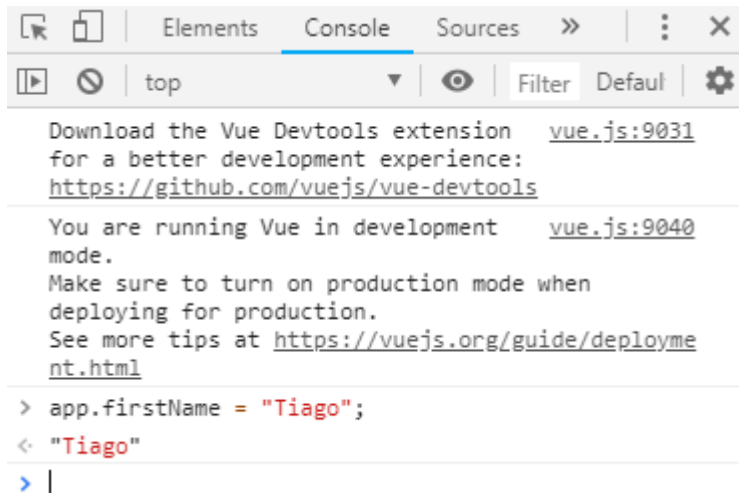 Elements Console Sources »
top Filter Defaul
Download the Vue Devtools extension vue.js:9031
for a better development experience:
https://github.com/vuejs/vue-devtools
You are running Vue in development vue.js:9040
mode.
Make sure to turn on production mode when
deploying for production.
See more tips at https://vuejs.org/guide/deployme
nt.html
> app.firstName = "Tiago";
"Tiago"
>